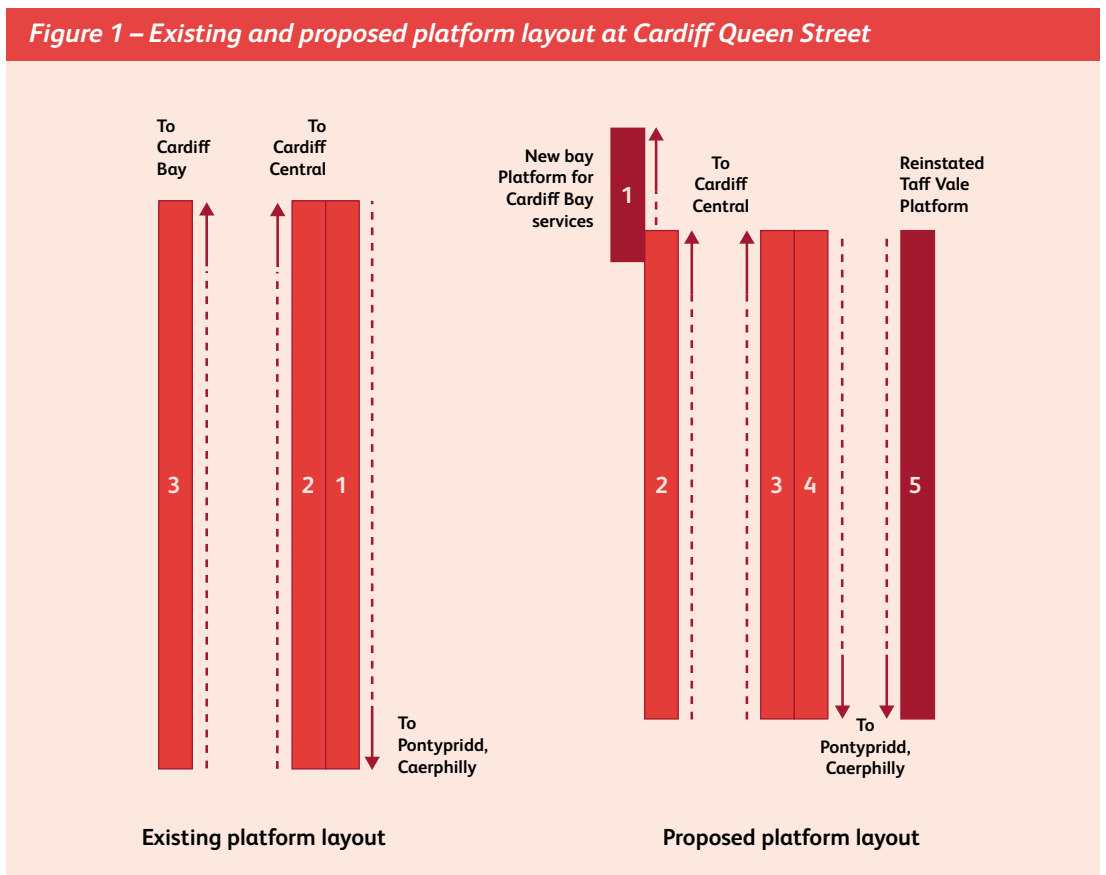 Figure 1 – Existing and proposed platform layout at Cardiff Queen Street
To
Cardiff
Bay
To
Cardiff
Central
3
2
1
To
Pontypridd,
Caerphilly
Existing platform layout
New bay
Platform for
Cardiff Bay
services
1
To
Cardiff
Central
Reinstated
Taff Vale
Platform
2
3
4
5
To
Pontypridd,
Caerphilly
Proposed platform layout